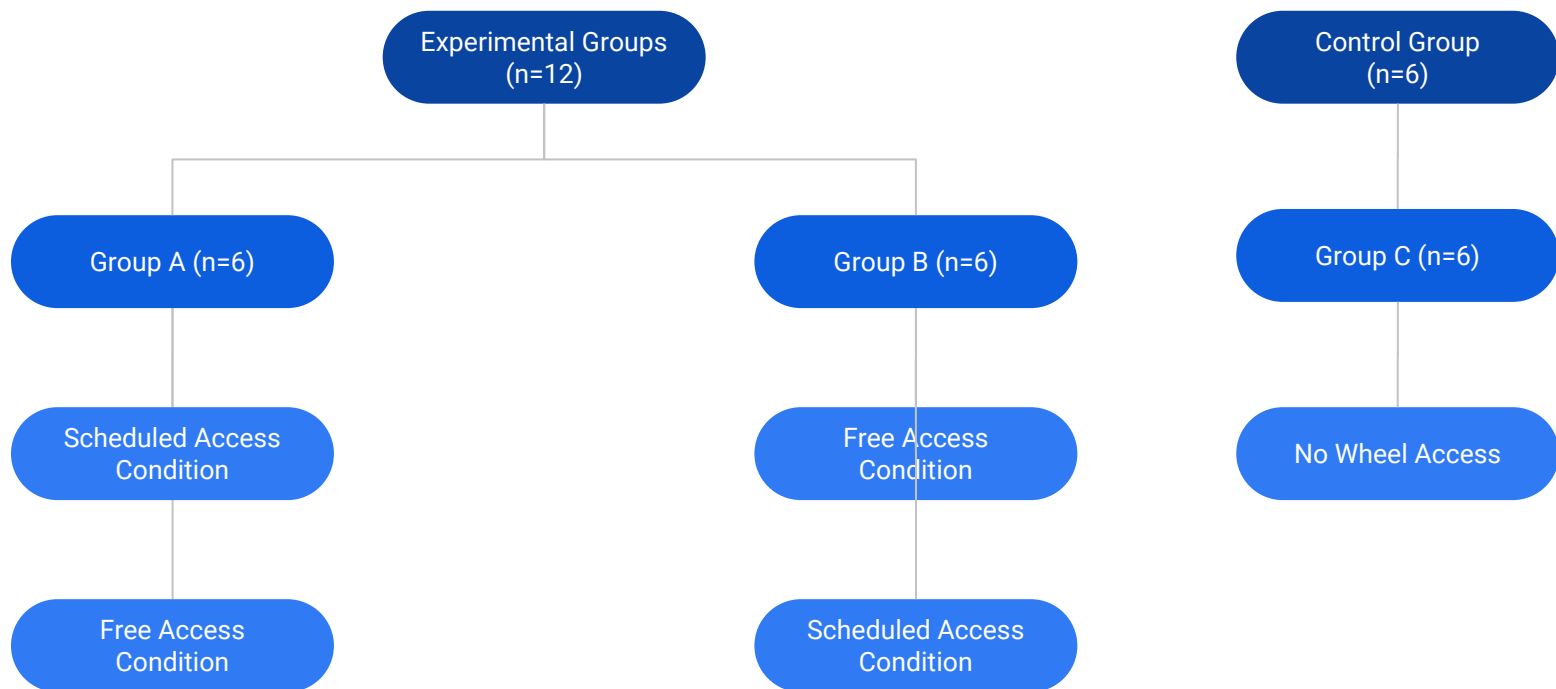 Experimental Groups
(n=12)
Control Group
(n=6)
Group A (n=6)
Group B (n=6)
Group C (n=6)
Scheduled Access
Condition
Free Access
Condition
No Wheel Access
Free Access
Condition
Scheduled Access
Condition